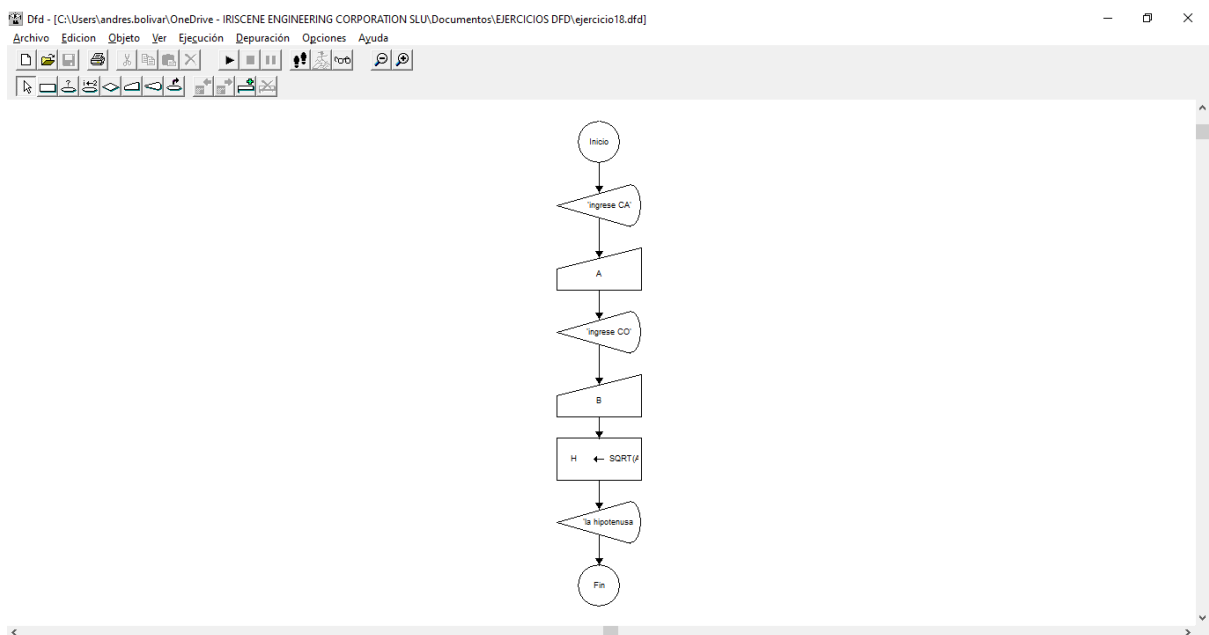 Dfd - [C:\Users\andres.bolivar\OneDrive - IRISCENE ENGINEERING CORPORATION SLU\Documentos\EJERCICIOS DFD\ejercicio18.dfd]
Archivo Edicion Objeto Ver Ejecución Depuración Opciones Ayuda
Inicio
'ingrese CA'
A
'ingrese CO'
B
H ← SQRT(A
'la hipotenusa
Fin